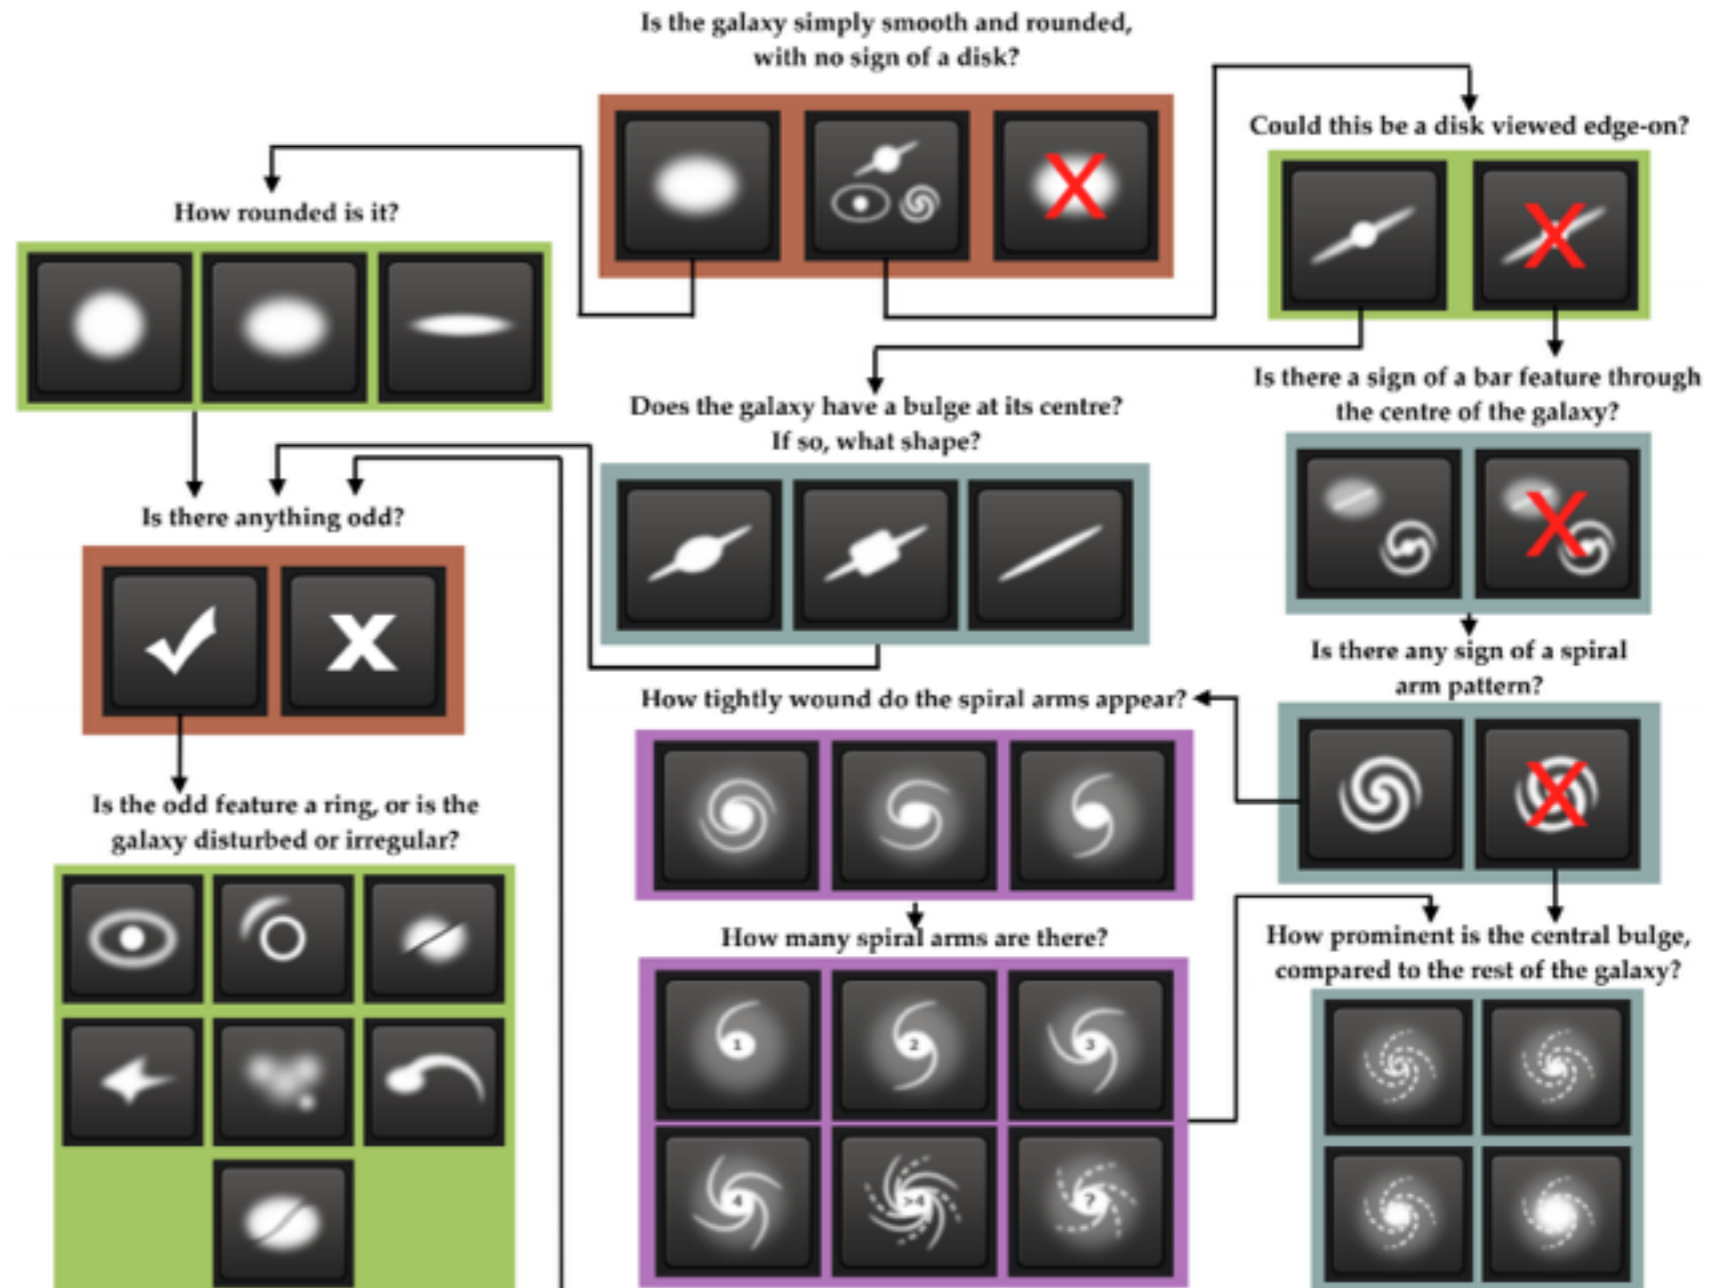 Is the galaxy simply smooth and rounded,
with no sign of a disk?
Could this be a disk viewed edge-on?
How rounded is it?
Is there a sign of a bar feature through
the centre of the galaxy?
Does the galaxy have a bulge at its centre?
If so, what shape?
Is there anything odd?
Is there any sign of a spiral
arm pattern?
How tightly wound do the spiral arms appear?
Is the odd feature a ring, or is the
galaxy disturbed or irregular?
How many spiral arms are there?
How prominent is the central bulge,
compared to the rest of the galaxy?
1
2
3
4
>4
?